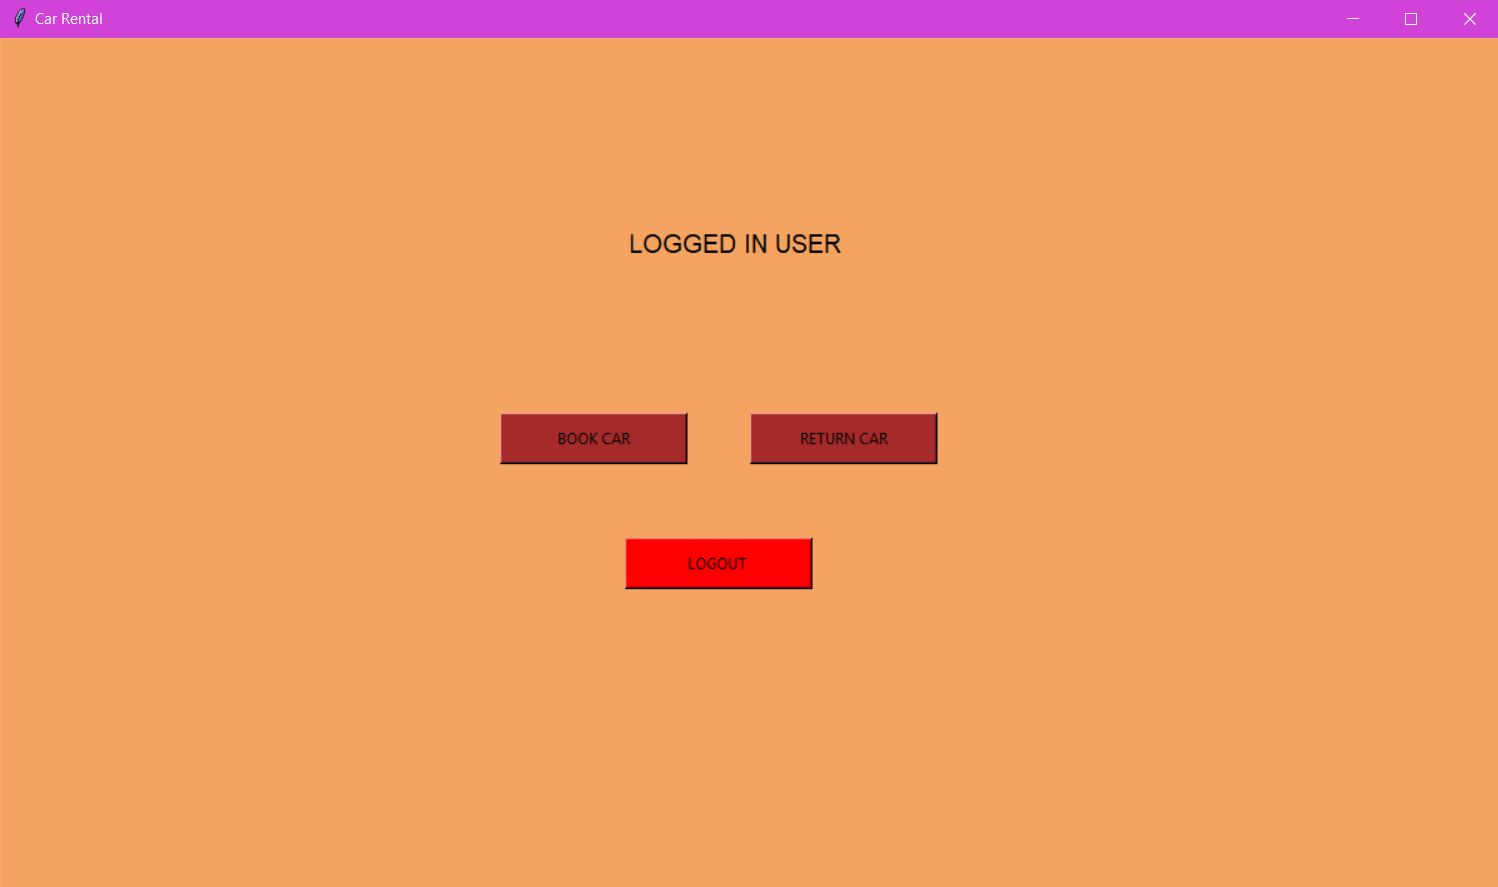 Car Rental
LOGGED IN USER
BOOK CAR
RETURN CAR
LOGOUT